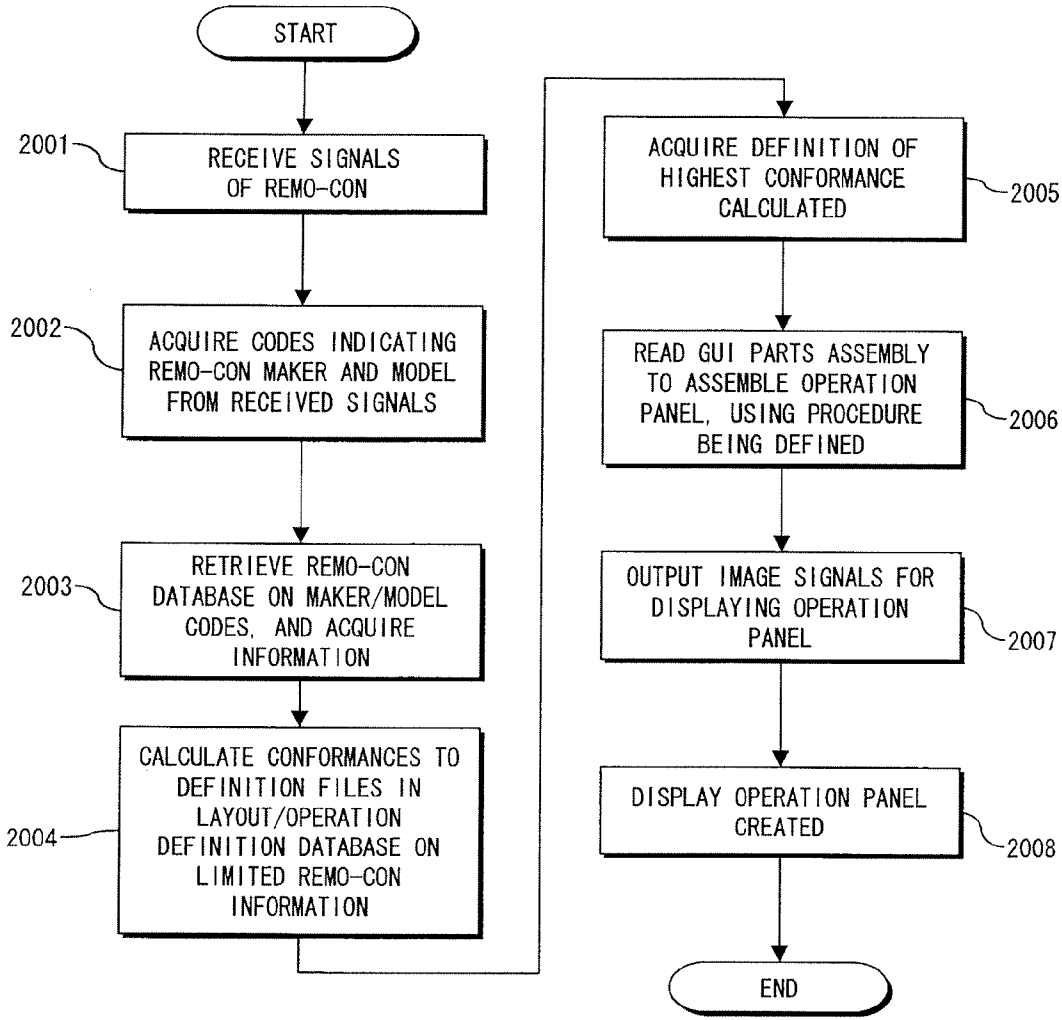 START
2001
RECEIVE SIGNALS
OF REMO-CON
2002
ACQUIRE CODES INDICATING
REMO-CON MAKER AND MODEL
FROM RECEIVED SIGNALS
2003
RETRIEVE REMO-CON
DATABASE ON MAKER/MODEL
CODES, AND ACQUIRE
INFORMATION
2004
CALCULATE CONFORMANCES TO
DEFINITION FILES IN
LAYOUT/OPERATION
DEFINITION DATABASE ON
LIMITED REMO-CON
INFORMATION
ACQUIRE DEFINITION OF
HIGHEST CONFORMANCE
CALCULATED
2005
READ GUI PARTS ASSEMBLY
TO ASSEMBLE OPERATION
PANEL, USING PROCEDURE
BEING DEFINED
2006
OUTPUT IMAGE SIGNALS FOR
DISPLAYING OPERATION
PANEL
2007
DISPLAY OPERATION PANEL
CREATED
2008
END